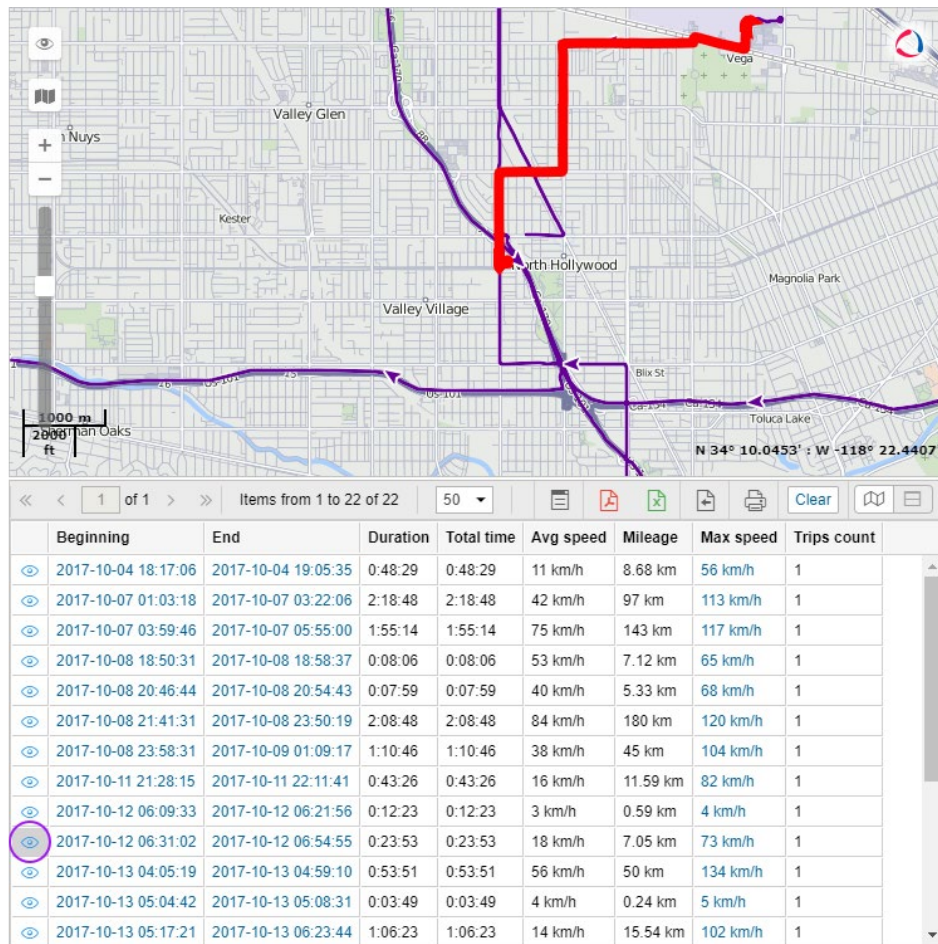 Vega
Valley Glen
n Nuys
Ca-170
Kester
orth Hollywood
Magnolia Park
Valley Village
Blix St
Us-101
15
Us-101
Ca-134
Toluca Lake
1000 m
2000 ft
man Oaks
N 34° 10.0453' : W -118° 22.4407
1 of 1 Items from 1 to 22 of 22 50 Clear
Beginning End Duration Total time Avg speed Mileage Max speed Trips count
2017-10-04 18:17:06 2017-10-04 19:05:35 0:48:29 0:48:29 11 km/h 8.68 km 56 km/h 1
2017-10-07 01:03:18 2017-10-07 03:22:06 2:18:48 2:18:48 42 km/h 97 km 113 km/h 1
2017-10-07 03:59:46 2017-10-07 05:55:00 1:55:14 1:55:14 75 km/h 143 km 117 km/h 1
2017-10-08 18:50:31 2017-10-08 18:58:37 0:08:06 0:08:06 53 km/h 7.12 km 65 km/h 1
2017-10-08 20:46:44 2017-10-08 20:54:43 0:07:59 0:07:59 40 km/h 5.33 km 68 km/h 1
2017-10-08 21:41:31 2017-10-08 23:50:19 2:08:48 2:08:48 84 km/h 180 km 120 km/h 1
2017-10-08 23:58:31 2017-10-09 01:09:17 1:10:46 1:10:46 38 km/h 45 km 104 km/h 1
2017-10-11 21:28:15 2017-10-11 22:11:41 0:43:26 0:43:26 16 km/h 11.59 km 82 km/h 1
2017-10-12 06:09:33 2017-10-12 06:21:56 0:12:23 0:12:23 3 km/h 0.59 km 4 km/h 1
2017-10-12 06:31:02 2017-10-12 06:54:55 0:23:53 0:23:53 18 km/h 7.05 km 73 km/h 1
2017-10-13 04:05:19 2017-10-13 04:59:10 0:53:51 0:53:51 56 km/h 50 km 134 km/h 1
2017-10-13 05:04:42 2017-10-13 05:08:31 0:03:49 0:03:49 4 km/h 0.24 km 5 km/h 1
2017-10-13 05:17:21 2017-10-13 06:23:44 1:06:23 1:06:23 14 km/h 15.54 km 102 km/h 1